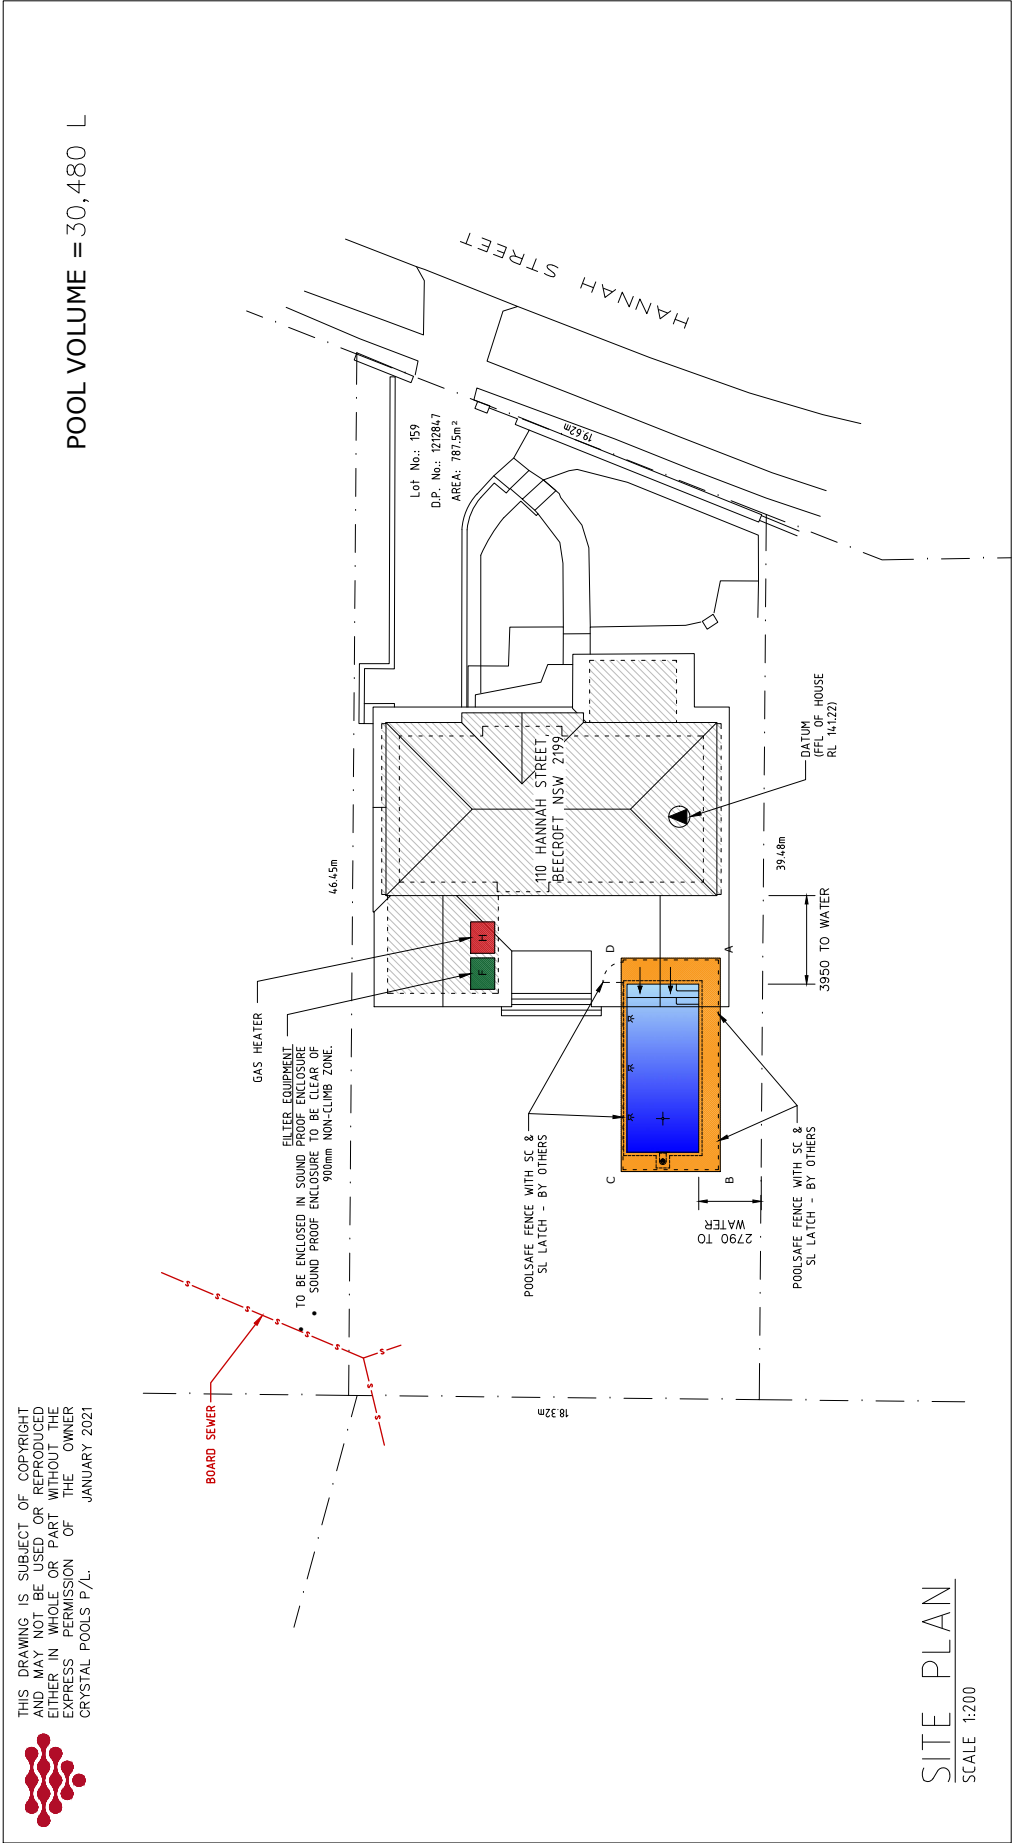 THIS DRAWING IS SUBJECT OF COPYRIGHT
AND MAY NOT BE USED OR REPRODUCED
EITHER IN WHOLE OR PART WITHOUT THE
EXPRESS PERMISSION OF THE OWNER
CRYSTAL POOLS P/L. JANUARY 2021
POOL VOLUME = 30,480 L
BOARD SEWER
GAS HEATER
FILTER EQUIPMENT
• TO BE ENCLOSED IN SOUND PROOF ENCLOSURE
• SOUND PROOF ENCLOSURE TO BE CLEAR OF
900mm NON-CLIMB ZONE.
46.45m
Lot No.: 159
D.P. No.: 1212847
AREA: 787.5m²
HANNAH STREET
19.62m
F
H
110 HANNAH STREET,
BEECROFT NSW 2199
POOLSAFE FENCE WITH SC &
SL LATCH - BY OTHERS
C
D
B
A
18.32m
2790 TO
WATER
POOLSAFE FENCE WITH SC &
SL LATCH - BY OTHERS
3950 TO WATER
39.48m
DATUM
(FFL OF HOUSE
RL 141.22)
S
S
S
S
S
S
S
S
S
SITE PLAN
SCALE 1:200